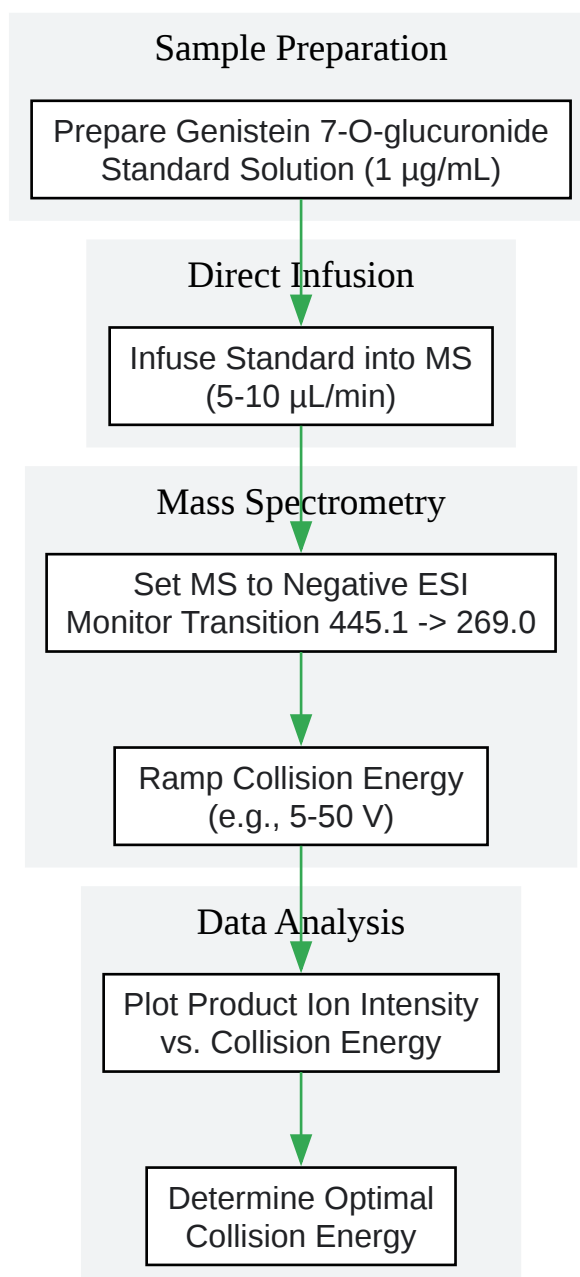 Sample Preparation
Prepare Genistein 7-O-glucuronide
Standard Solution (1 µg/mL)
Direct Infusion
Infuse Standard into MS
(5-10 µL/min)
Mass Spectrometry
Set MS to Negative ESI
Monitor Transition 445.1 -> 269.0
Ramp Collision Energy
(e.g., 5-50 V)
Data Analysis
Plot Product Ion Intensity
vs. Collision Energy
Determine Optimal
Collision Energy